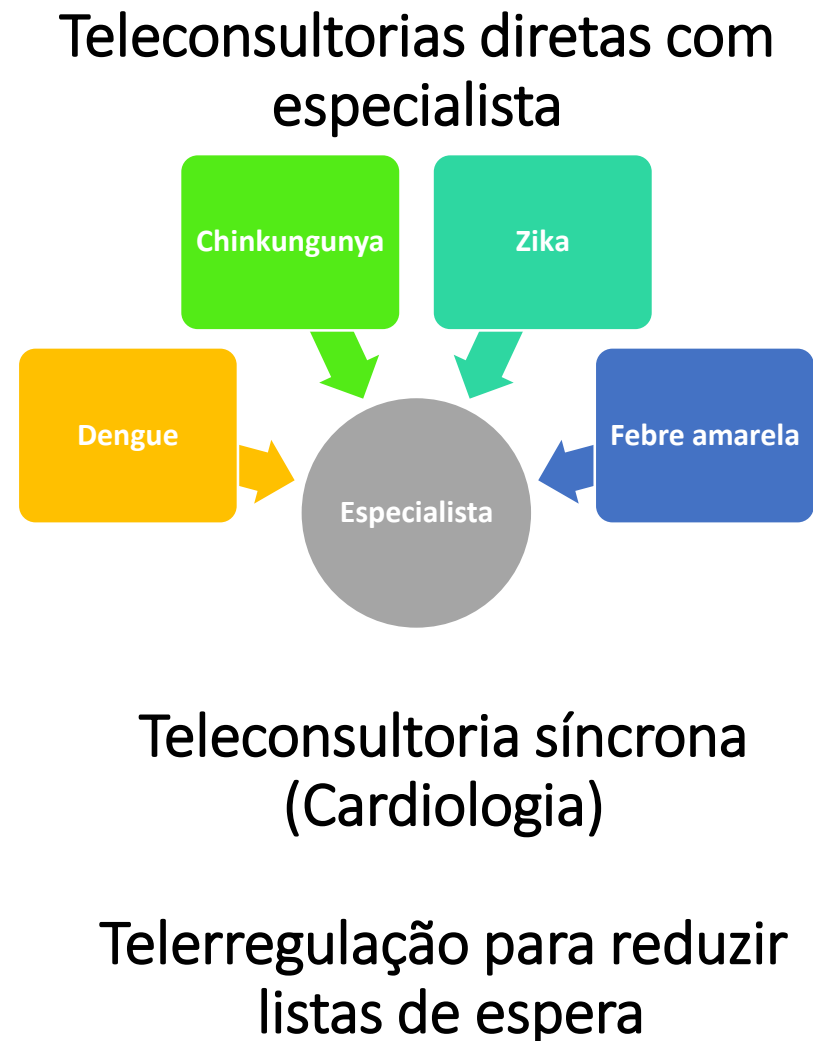 Teleconsultorias diretas com
especialista
Chinkungunya
Zika
Dengue
Febre amarela
Especialista
Teleconsultoria síncrona
(Cardiologia)
Telerregulação para reduzir
listas de espera